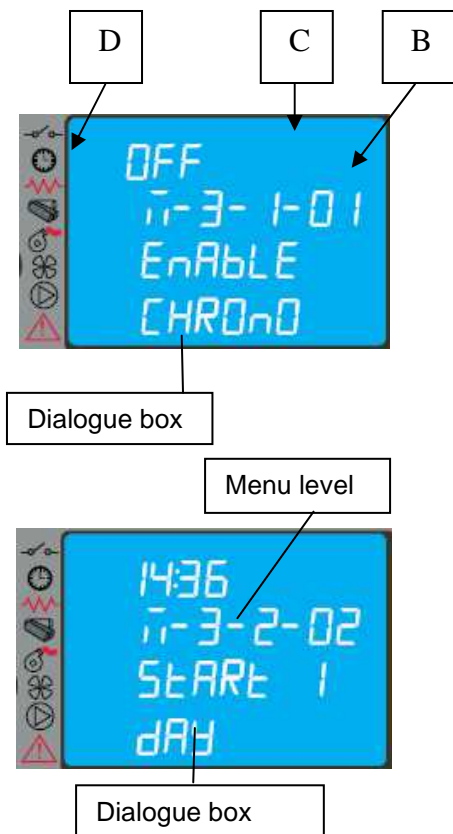 D C B
OFF
M-3-1-01
EnAbLE
CHROnO
Dialogue box
Menu level
14:36
M-3-2-02
StARt 1
dAY
Dialogue box